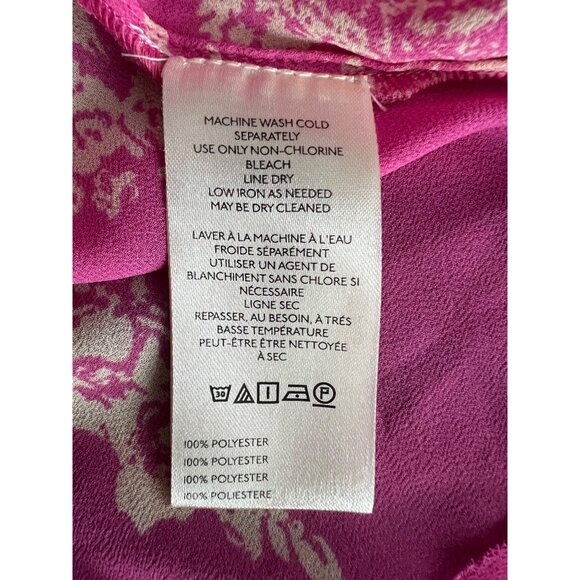 MACHINE WASH COLD
SEPARATELY
USE ONLY NON-CHLORINE
BLEACH
LINE DRY
LOW IRON AS NEEDED
MAY BE DRY CLEANED
LAVER À LA MACHINE À L'EAU
FROIDE SÉPARÉMENT
UTILISER UN AGENT DE
BLANCHIMENT SANS CHLORE SI
NÉCESSAIRE
LIGNE SEC
REPASSER, AU BESOIN, À TRÉS
BASSE TEMPÉRATURE
PEUT-ÊTRE ÊTRE NETTOYÉE
À SEC
30 P
100% POLYESTER
100% POLYESTER
100% POLYESTER
100% POLIESTERE